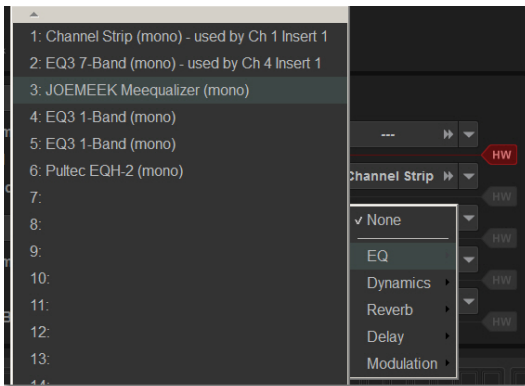 1: Channel Strip (mono) - used by Ch 1 Insert 1
2: EQ3 7-Band (mono) - used by Ch 4 Insert 1
3: JOEMEEK Meequalizer (mono)
4: EQ3 1-Band (mono)
5: EQ3 1-Band (mono)
6: Pultec EQH-2 (mono)
7:
8:
9:
10:
11:
12:
13:
---
HW
Channel Strip
HW
✓ None
HW
EQ
Dynamics
Reverb
HW
Delay
Modulation